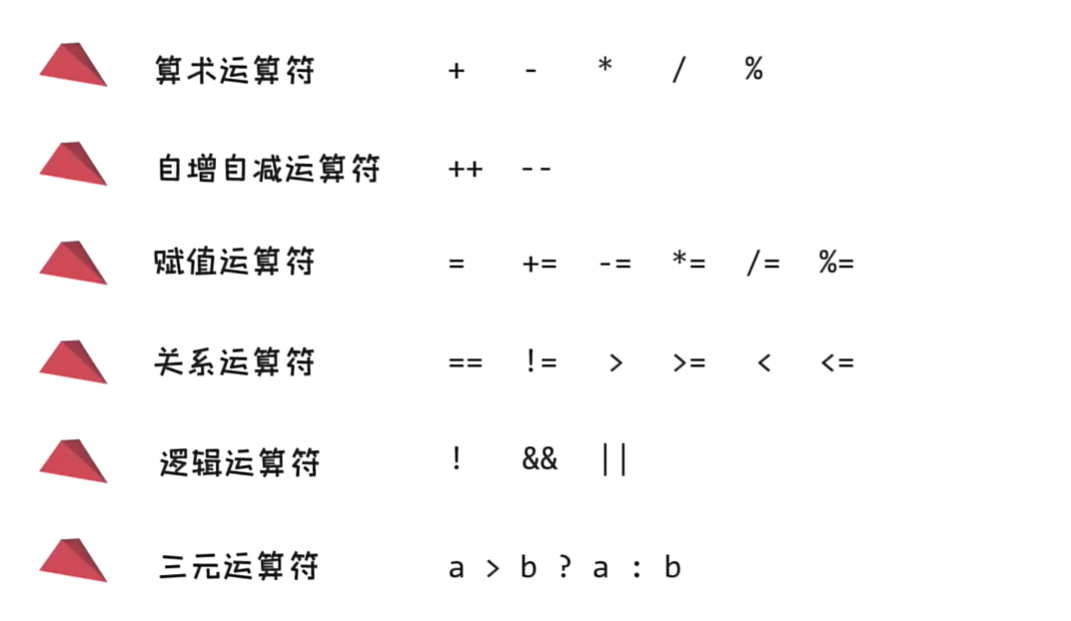 算术运算符 + - * / %
自增自减运算符 ++ --
赋值运算符 = += -= *= /= %=
关系运算符 == != > >= < <=
逻辑运算符 ! && ||
三元运算符 a > b ? a : b